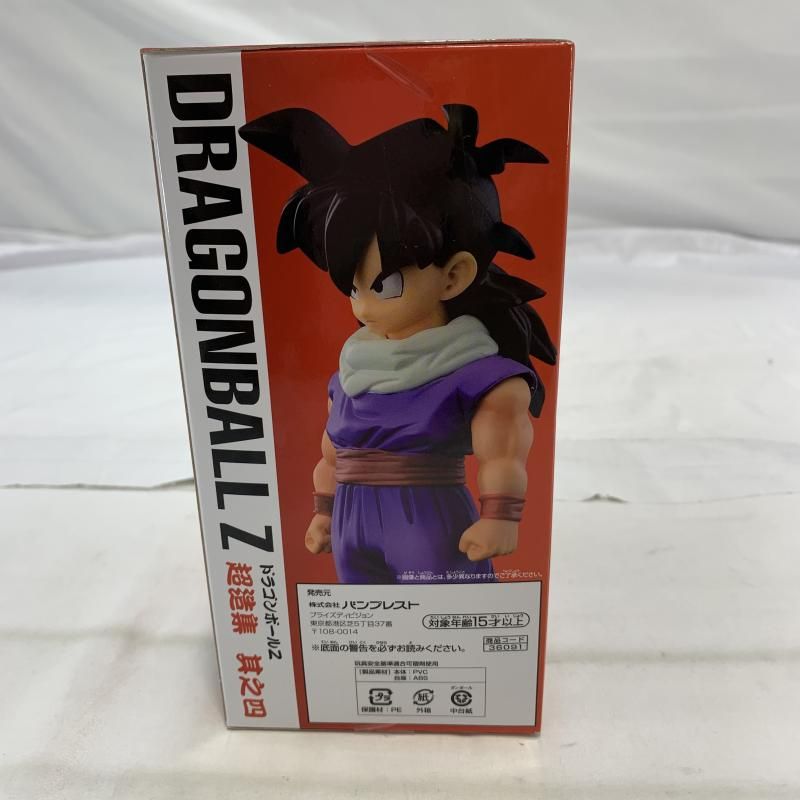 DRAGONBALL Z
ドラゴンボールZ
超造集 其之四
※画像と商品とは、多少異なりますのでご了承ください。
発売元
株式会社 バンプレスト
プライズディビジョン
東京都港区芝5丁目37番
〒108-0014
対象年齢15才以上
※底面の警告を必ずお読みください。
商品コード
36091
玩具安全基準適合可塑剤使用
[製品素材] 本体:PVC
台座:ABS
プラ
保護材:PE
紙
外箱
ダンボール
中台紙